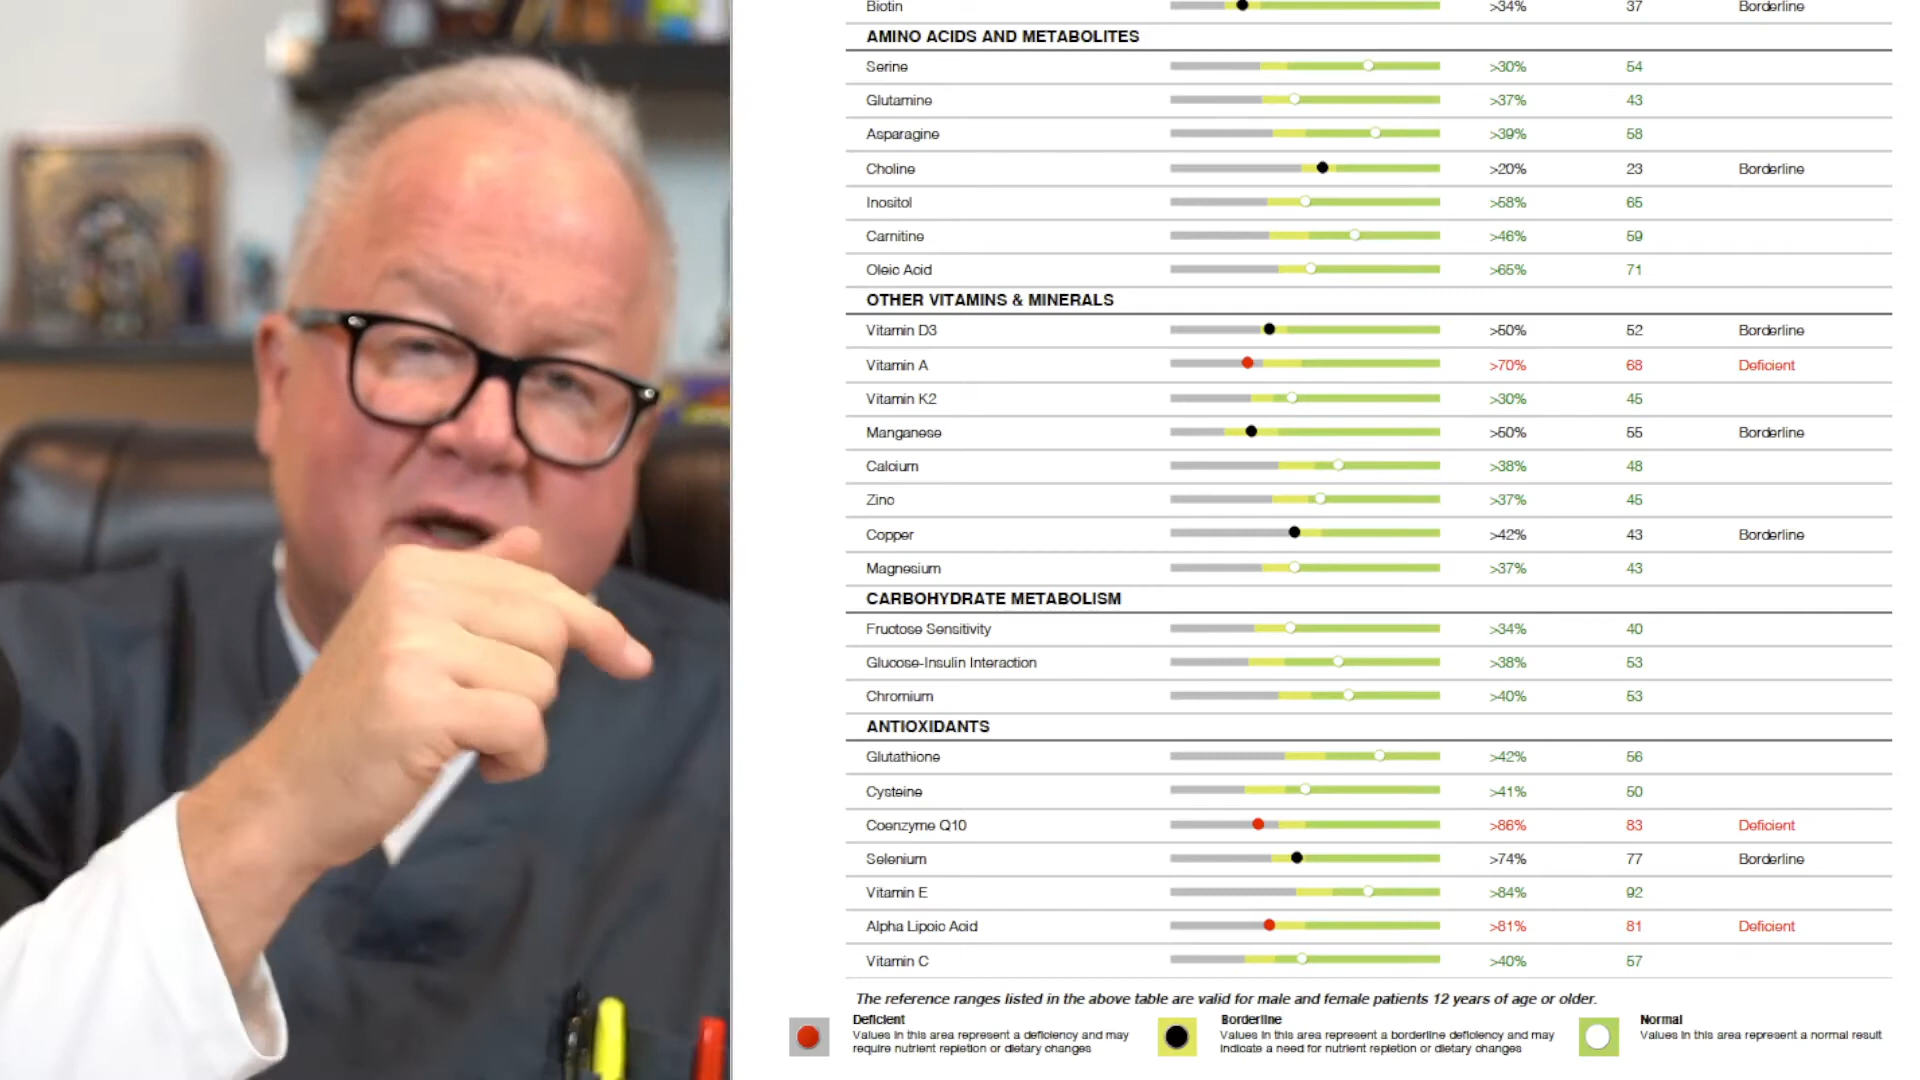 Biotin >34% 37 Borderline
AMINO ACIDS AND METABOLITES
Serine >30% 54
Glutamine >37% 43
Asparagine >39% 58
Choline >20% 23 Borderline
Inositol >58% 65
Carnitine >46% 59
Oleic Acid >65% 71
OTHER VITAMINS & MINERALS
Vitamin D3 >50% 52 Borderline
Vitamin A >70% 68 Deficient
Vitamin K2 >30% 45
Manganese >50% 55 Borderline
Calcium >38% 48
Zinc >37% 45
Copper >42% 43 Borderline
Magnesium >37% 43
CARBOHYDRATE METABOLISM
Fructose Sensitivity >34% 40
Glucose-Insulin Interaction >38% 53
Chromium >40% 53
ANTIOXIDANTS
Glutathione >42% 56
Cysteine >41% 50
Coenzyme Q10 >86% 83 Deficient
Selenium >74% 77 Borderline
Vitamin E >84% 92
Alpha Lipoic Acid >81% 81 Deficient
Vitamin C >40% 57
The reference ranges listed in the above table are valid for male and female patients 12 years of age or older.
Deficient
Values in this area represent a deficiency and may
require nutrient repletion or dietary changes
Borderline
Values in this area represent a borderline deficiency and may
indicate a need for nutrient repletion or dietary changes
Normal
Values in this area represent a normal result